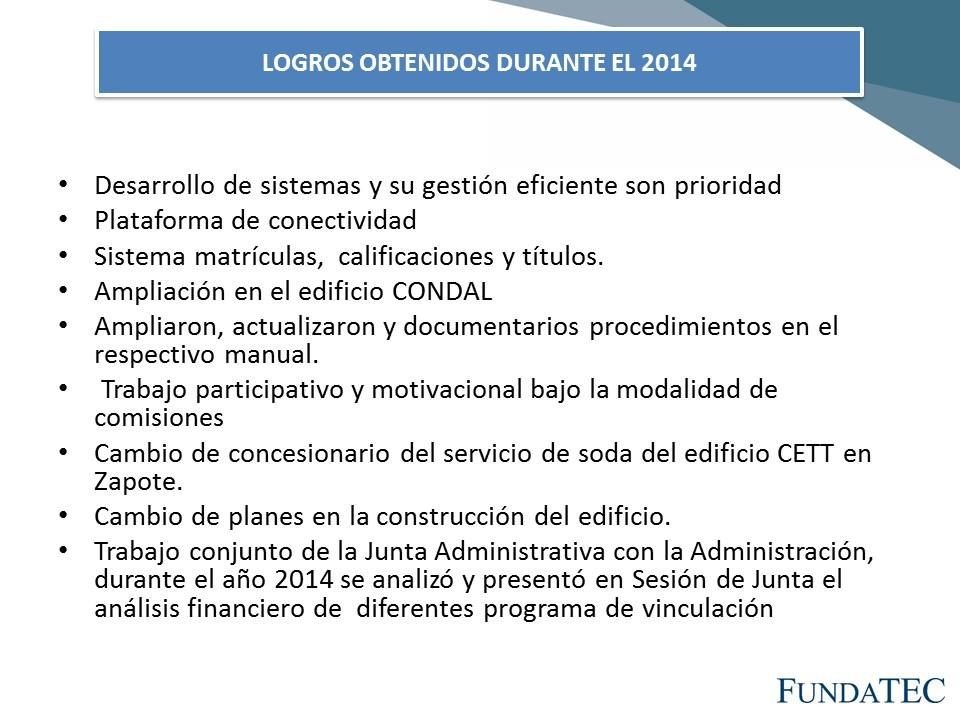 LOGROS OBTENIDOS DURANTE EL 2014
• Desarrollo de sistemas y su gestión eficiente son prioridad
• Plataforma de conectividad
• Sistema matrículas,  calificaciones y títulos.
• Ampliación en el edificio CONDAL
• Ampliaron, actualizaron y documentarios procedimientos en el
respectivo manual.
•  Trabajo participativo y motivacional bajo la modalidad de
comisiones
• Cambio de concesionario del servicio de soda del edificio CETT en
Zapote.
• Cambio de planes en la construcción del edificio.
• Trabajo conjunto de la Junta Administrativa con la Administración,
durante el año 2014 se analizó y presentó en Sesión de Junta el
análisis financiero de  diferentes programa de vinculación
FUNDATEC